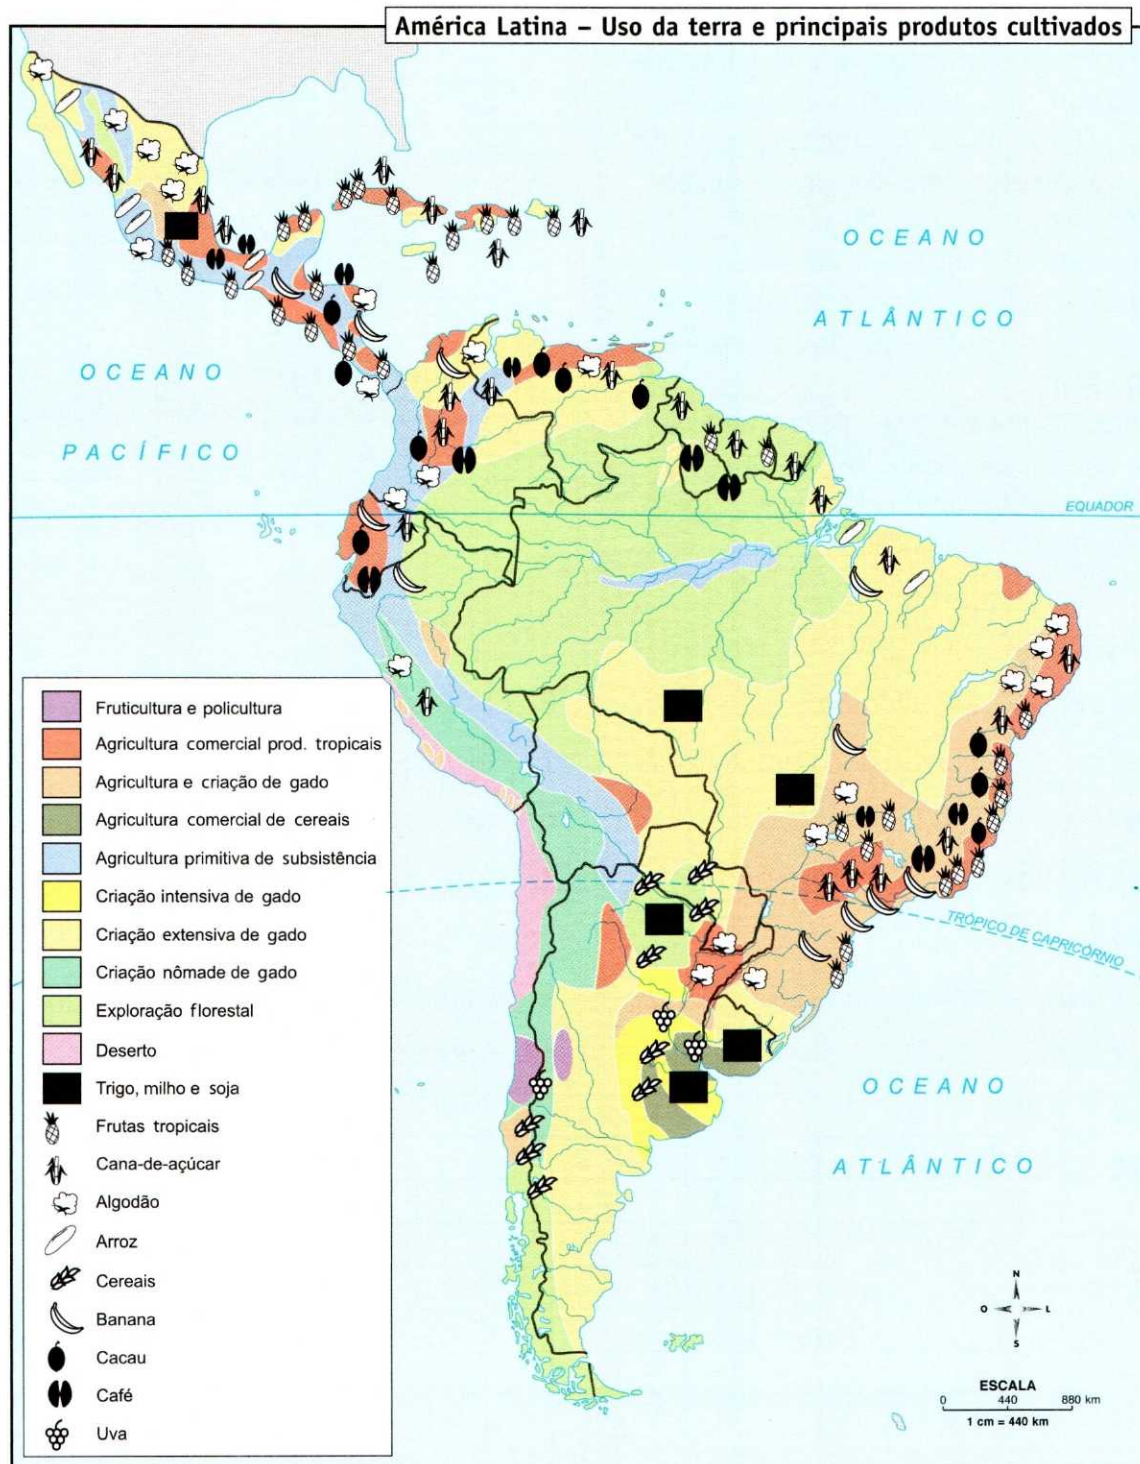 América Latina – Uso da terra e principais produtos cultivados
OCEANO
ATLÂNTICO
OCEANO
PACÍFICO
EQUADOR
TRÓPICO DE CAPRICÓRNIO
OCEANO
ATLÂNTICO
Fruticultura e policultura
Agricultura comercial prod. tropicais
Agricultura e criação de gado
Agricultura comercial de cereais
Agricultura primitiva de subsistência
Criação intensiva de gado
Criação extensiva de gado
Criação nômade de gado
Exploração florestal
Deserto
Trigo, milho e soja
Frutas tropicais
Cana-de-açúcar
Algodão
Arroz
Cereais
Banana
Cacau
Café
Uva
N
O L
S
ESCALA
0 440 880 km
1 cm = 440 km